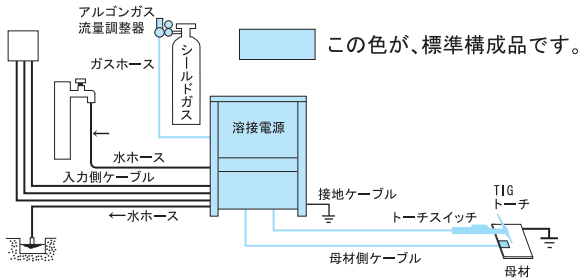 アルゴンガス
流量調整器
この色が、標準構成品です。
ガスホース
シールドガス
溶接電源
水ホース
入力側ケーブル
接地ケーブル
TIG
トーチ
←水ホース
トーチスイッチ
母材側ケーブル
母材